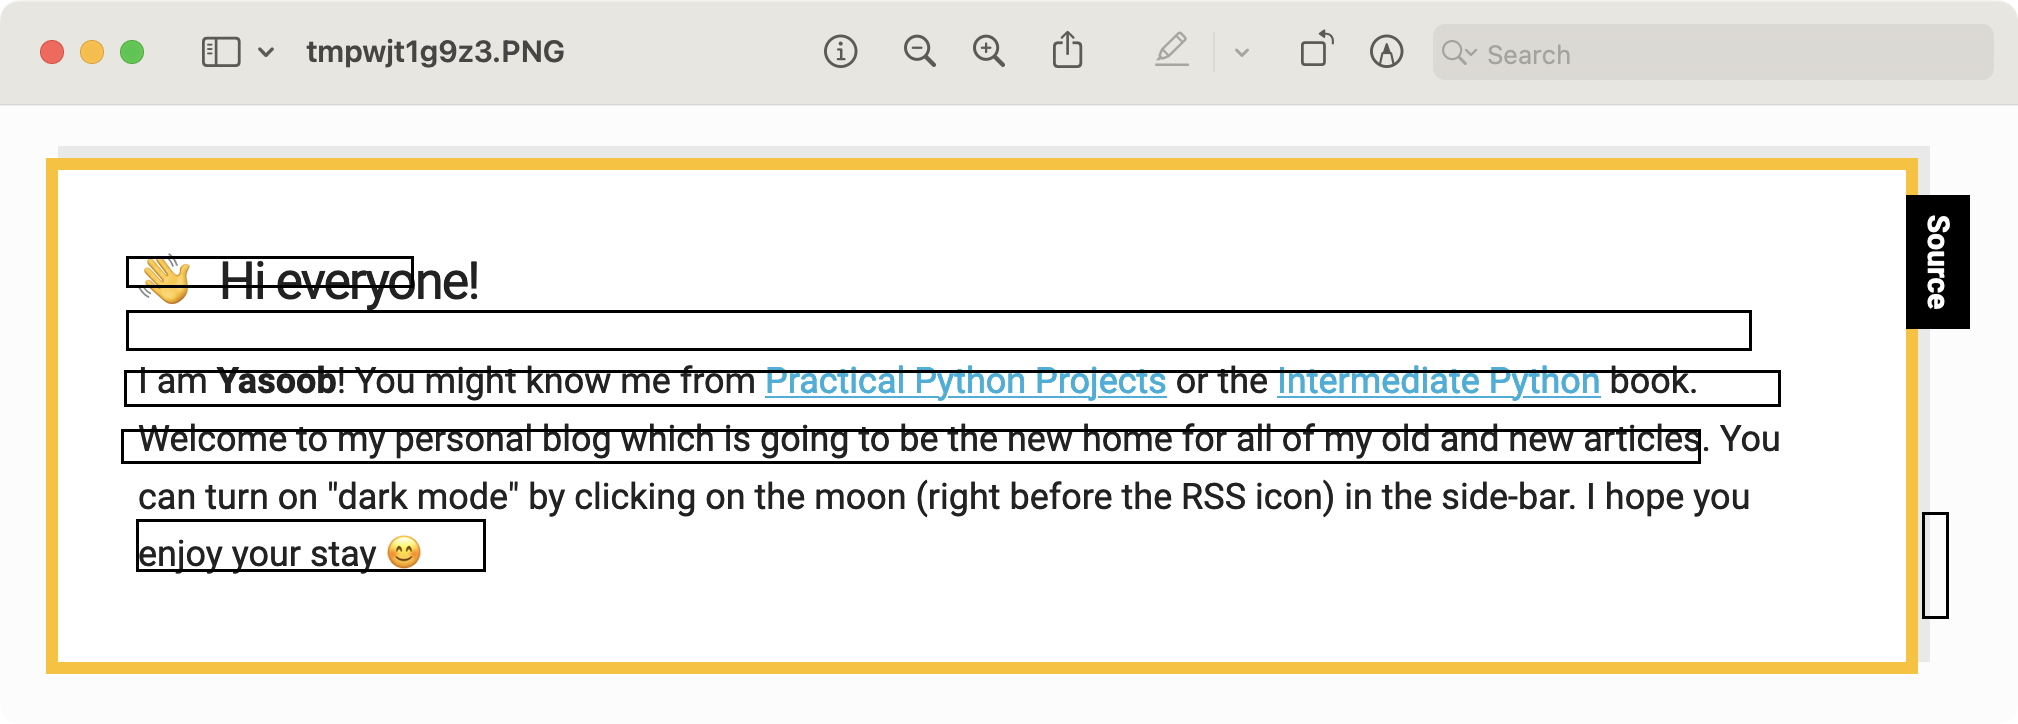 tmpwjt1g9z3.PNG
Search
👋 Hi everyone!
I am Yasoob! You might know me from Practical Python Projects or the Intermediate Python book.
Welcome to my personal blog which is going to be the new home for all of my old and new articles. You
can turn on "dark mode" by clicking on the moon (right before the RSS icon) in the side-bar. I hope you
enjoy your stay 😊
Source